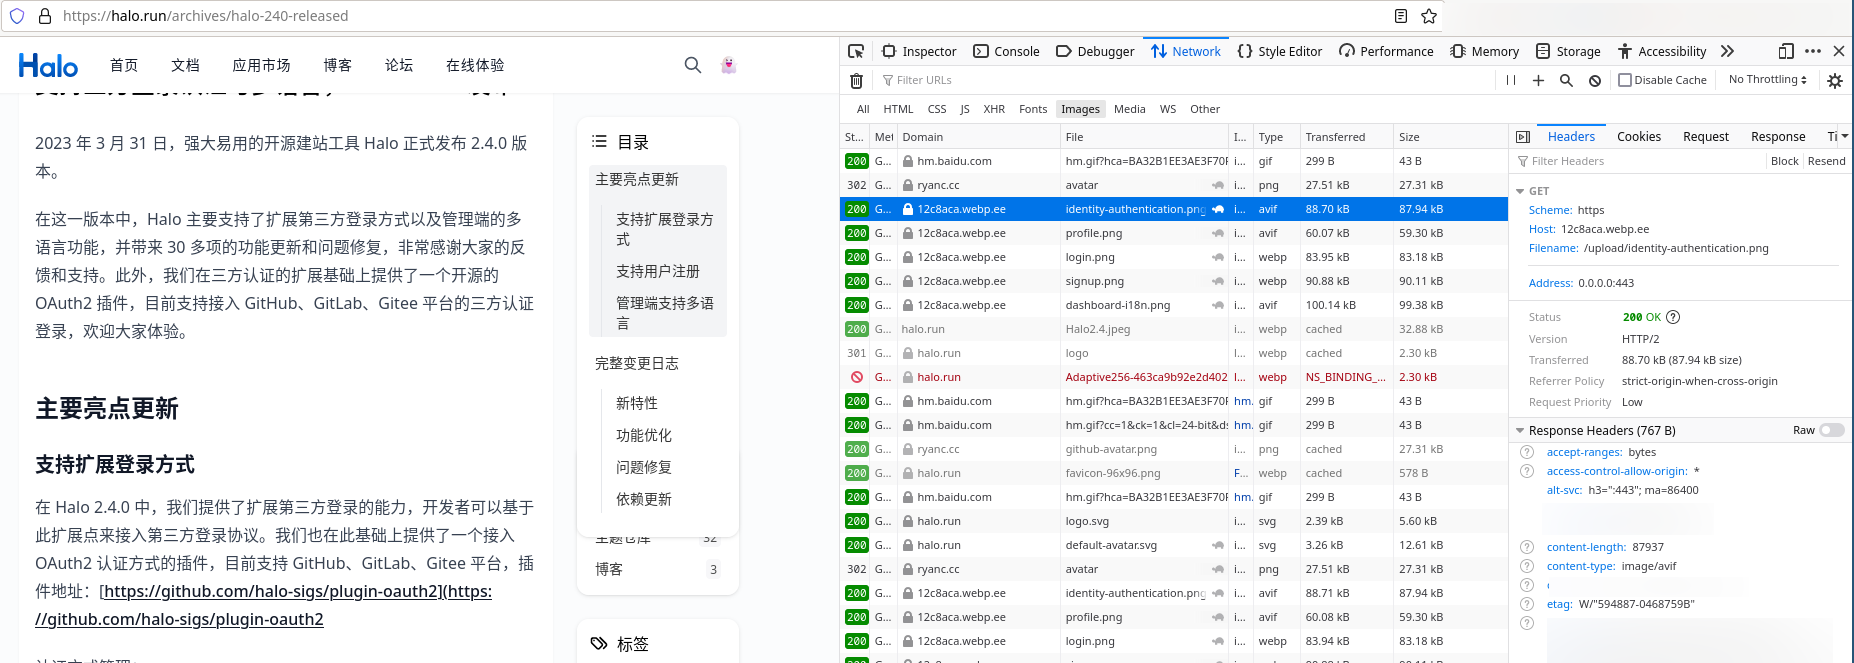 https://halo.run/archives/halo-240-released
Halo
首页 文档 应用市场 博客 论坛 在线体验
2023 年 3 月 31 日，强大易用的开源建站工具 Halo 正式发布 2.4.0 版
本。
在这一版本中，Halo 主要支持了扩展第三方登录方式以及管理端的多
语言功能，并带来 30 多项的功能更新和问题修复，非常感谢大家的反
馈和支持。此外，我们在三方认证的扩展基础上提供了一个开源的
OAuth2 插件，目前支持接入 GitHub、GitLab、Gitee 平台的三方认证
登录，欢迎大家体验。
主要亮点更新
支持扩展登录方式
在 Halo 2.4.0 中，我们提供了扩展第三方登录的能力，开发者可以基于
此扩展点来接入第三方登录协议。我们也在此基础上提供了一个接入
OAuth2 认证方式的插件，目前支持 GitHub、GitLab、Gitee 平台，插
件地址：[https://github.com/halo-sigs/plugin-oauth2](https:
//github.com/halo-sigs/plugin-oauth2
目录
主要亮点更新
支持扩展登录方
式
支持用户注册
管理端支持多语
言
完整变更日志
新特性
功能优化
问题修复
依赖更新
主题仓库 32
博客 3
标签
Inspector Console Debugger Network Style Editor Performance Memory Storage Accessibility
Filter URLs Disable Cache No Throttling
All HTML CSS JS XHR Fonts Images Media WS Other
St... Met Domain File I... Type Transferred Size
200 G... hm.baidu.com hm.gif?hca=BA32B1EE3AE3F70F i... gif 299 B 43 B
302 G... ryanc.cc avatar i... png 27.51 kB 27.31 kB
200 G... 12c8aca.webp.ee identity-authentication.png i... avif 88.70 kB 87.94 kB
200 G... 12c8aca.webp.ee profile.png i... avif 60.07 kB 59.30 kB
200 G... 12c8aca.webp.ee login.png i... webp 83.95 kB 83.18 kB
200 G... 12c8aca.webp.ee signup.png i... webp 90.88 kB 90.11 kB
200 G... 12c8aca.webp.ee dashboard-i18n.png i... avif 100.14 kB 99.38 kB
200 G... halo.run Halo2.4.jpeg i... webp cached 32.88 kB
301 G... halo.run logo l... webp cached 2.30 kB
G... halo.run Adaptive256-463ca9b92e2d402 l... webp NS_BINDING_... 2.30 kB
200 G... hm.baidu.com hm.gif?hca=BA32B1EE3AE3F70F hm. gif 299 B 43 B
200 G... hm.baidu.com hm.gif?cc=1&ck=1&cl=24-bit&ds hm. gif 43 B 299 B
200 G... ryanc.cc github-avatar.png i... png cached 27.31 kB
200 G... halo.run favicon-96x96.png F... webp cached 578 B
200 G... hm.baidu.com hm.gif?hca=BA32B1EE3AE3F70F hm. gif 299 B 43 B
200 G... halo.run logo.svg i... svg 2.39 kB 5.60 kB
200 G... halo.run default-avatar.svg i... svg 3.26 kB 12.61 kB
302 G... ryanc.cc avatar i... png 27.51 kB 27.31 kB
200 G... 12c8aca.webp.ee identity-authentication.png i... avif 88.71 kB 87.94 kB
200 G... 12c8aca.webp.ee profile.png i... avif 60.08 kB 59.30 kB
200 G... 12c8aca.webp.ee login.png i... webp 83.94 kB 83.18 kB
Headers Cookies Request Response Ti
Filter Headers Block Resend
GET
Scheme: https
Host: 12c8aca.webp.ee
Filename: /upload/identity-authentication.png
Address: 0.0.0.0:443
Status 200 OK
Version HTTP/2
Transferred 88.70 kB (87.94 kB size)
Referrer Policy strict-origin-when-cross-origin
Request Priority Low
Response Headers (767 B) Raw
accept-ranges: bytes
access-control-allow-origin: *
alt-svc: h3=":443"; ma=86400
content-length: 87937
content-type: image/avif
etag: W/"594887-0468759B"